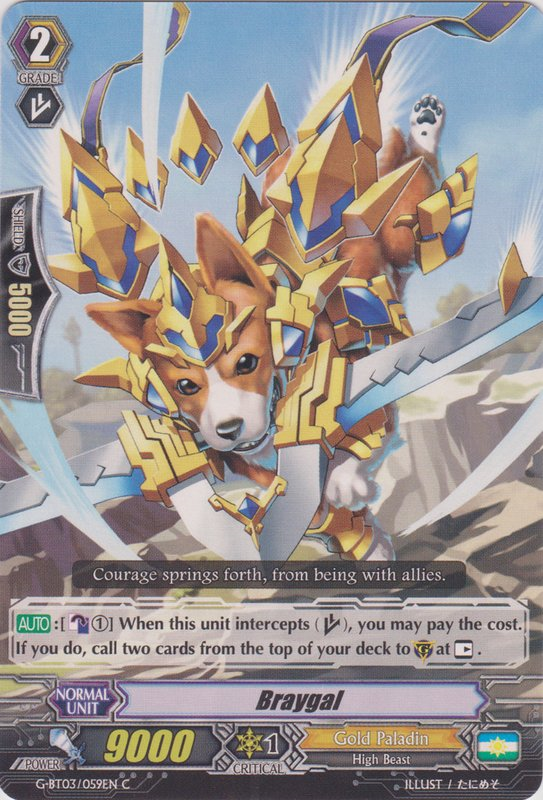 2
GRADE
SHIELD
5000
Courage springs forth, from being with allies.
AUTO :[ ①] When this unit intercepts ( ), you may pay the cost.
If you do, call two cards from the top of your deck to G at .
NORMAL UNIT
Braygal
POWER
9000
1
CRITICAL
Gold Paladin
High Beast
G-BT03/059EN C
ILLUST / たにめそ